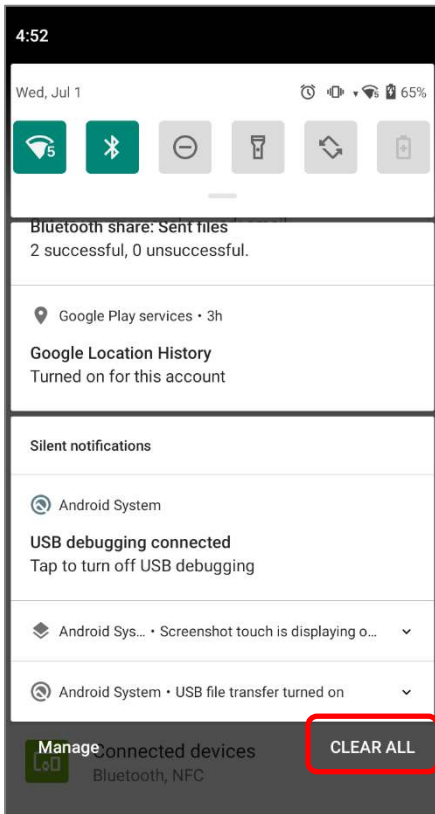 4:52
Wed, Jul 1
65%
5
Bluetooth share: Sent files
2 successful, 0 unsuccessful.
Google Play services • 3h
Google Location History
Turned on for this account
Silent notifications
Android System
USB debugging connected
Tap to turn off USB debugging
Android Sys... • Screenshot touch is displaying o...
Android System • USB file transfer turned on
Manage
CLEAR ALL
Connected devices
Bluetooth, NFC